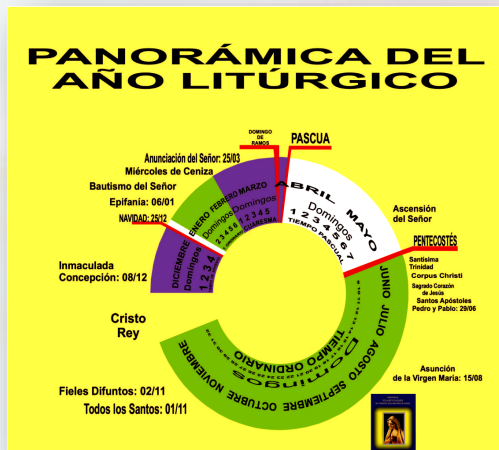 PANORÁMICA DEL
AÑO LITÚRGICO
DOMINGO
DE
RAMOS
PASCUA
Anunciación del Señor: 25/03
Miércoles de Ceniza
Bautismo del Señor
Epifanía: 06/01
NAVIDAD: 25/12
Inmaculada
Concepción: 08/12
Cristo
Rey
Fieles Difuntos: 02/11
Todos los Santos: 01/11
DICIEMBRE
Domingos
1 2 3 4
ENERO
FEBRERO
Domingos
2 3 4 5 6
MARZO
Domingos
1 2 3 4 5
CUARESMA
ABRIL
MAYO
Domingos
1 2 3 4 5 6 7
TIEMPO PASCUAL
Ascensión
del Señor
PENTECOSTÉS
Santísima
Trinidad
Corpus Christi
Sagrado Corazón
de Jesús
Santos Apóstoles
Pedro y Pablo: 29/06
JUNIO
JULIO
AGOSTO
SEPTIEMBRE
OCTUBRE
NOVIEMBRE
Domingos
TIEMPO ORDINARIO
Asunción
de la Virgen María: 15/08